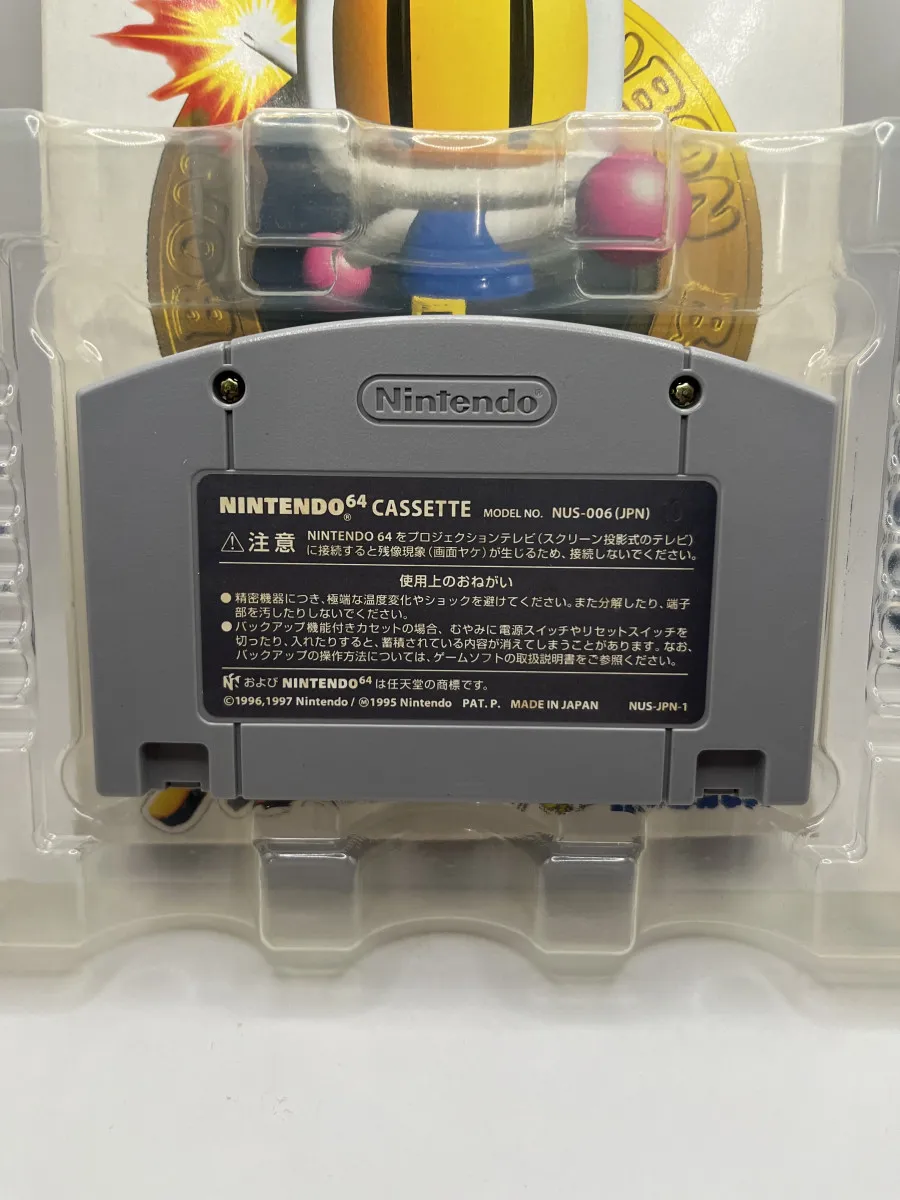 Nintendo®
NINTENDO®64 CASSETTE MODEL NO. NUS-006(JPN)
⚠注意 NINTENDO 64 をプロジェクションテレビ(スクリーン投影式のテレビ)
に接続すると残像現象(画面ヤケ)が生じるため、接続しないでください。
使用上のおねがい
●精密機器につき、極端な温度変化やショックを避けてください。また分解したり、端子
部を汚したりしないでください。
●バックアップ機能付きカセットの場合、むやみに電源スイッチやリセットスイッチを
切ったり、入れたりすると、蓄積されている内容が消えてしまうことがあります。なお、
バックアップの操作方法については、ゲームソフトの取扱説明書をご参照ください。
および NINTENDO64 は任天堂の商標です。
©1996,1997 Nintendo/Ⓜ1995 Nintendo PAT. P. MADE IN JAPAN NUS-JPN-1